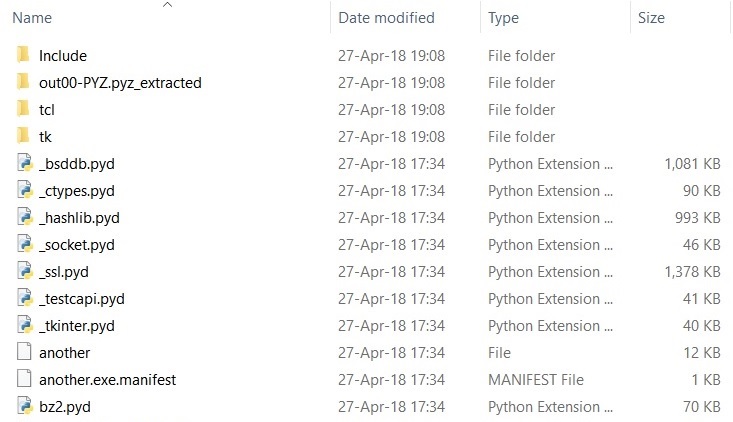 Name Date modified Type Size
Include 27-Apr-18 19:08 File folder
out00-PYZ.pyz_extracted 27-Apr-18 19:08 File folder
tcl 27-Apr-18 19:08 File folder
tk 27-Apr-18 19:08 File folder
_bsddb.pyd 27-Apr-18 17:34 Python Extension ... 1,081 KB
_ctypes.pyd 27-Apr-18 17:34 Python Extension ... 90 KB
_hashlib.pyd 27-Apr-18 17:34 Python Extension ... 993 KB
_socket.pyd 27-Apr-18 17:34 Python Extension ... 46 KB
_ssl.pyd 27-Apr-18 17:34 Python Extension ... 1,378 KB
_testcapi.pyd 27-Apr-18 17:34 Python Extension ... 41 KB
_tkinter.pyd 27-Apr-18 17:34 Python Extension ... 40 KB
another 27-Apr-18 17:34 File 12 KB
another.exe.manifest 27-Apr-18 17:34 MANIFEST File 1 KB
bz2.pyd 27-Apr-18 17:34 Python Extension ... 70 KB